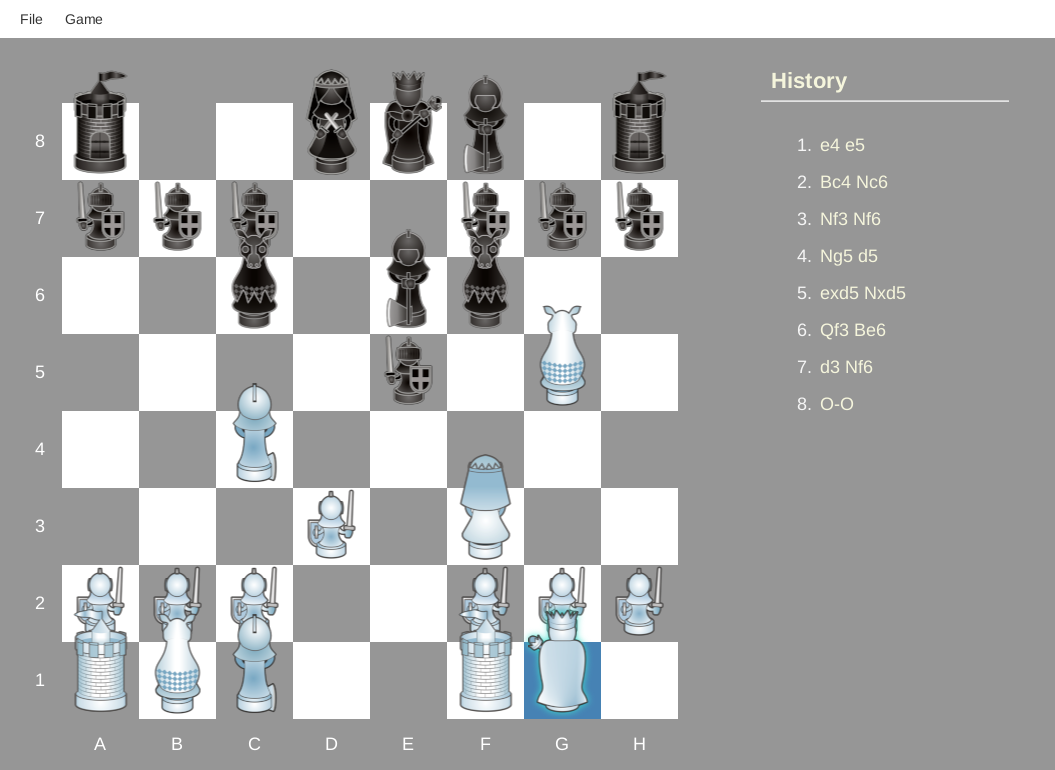 File Game
History
8
7
6
5
4
3
2
1
A B C D E F G H
1. e4 e5
2. Bc4 Nc6
3. Nf3 Nf6
4. Ng5 d5
5. exd5 Nxd5
6. Qf3 Be6
7. d3 Nf6
8. O-O